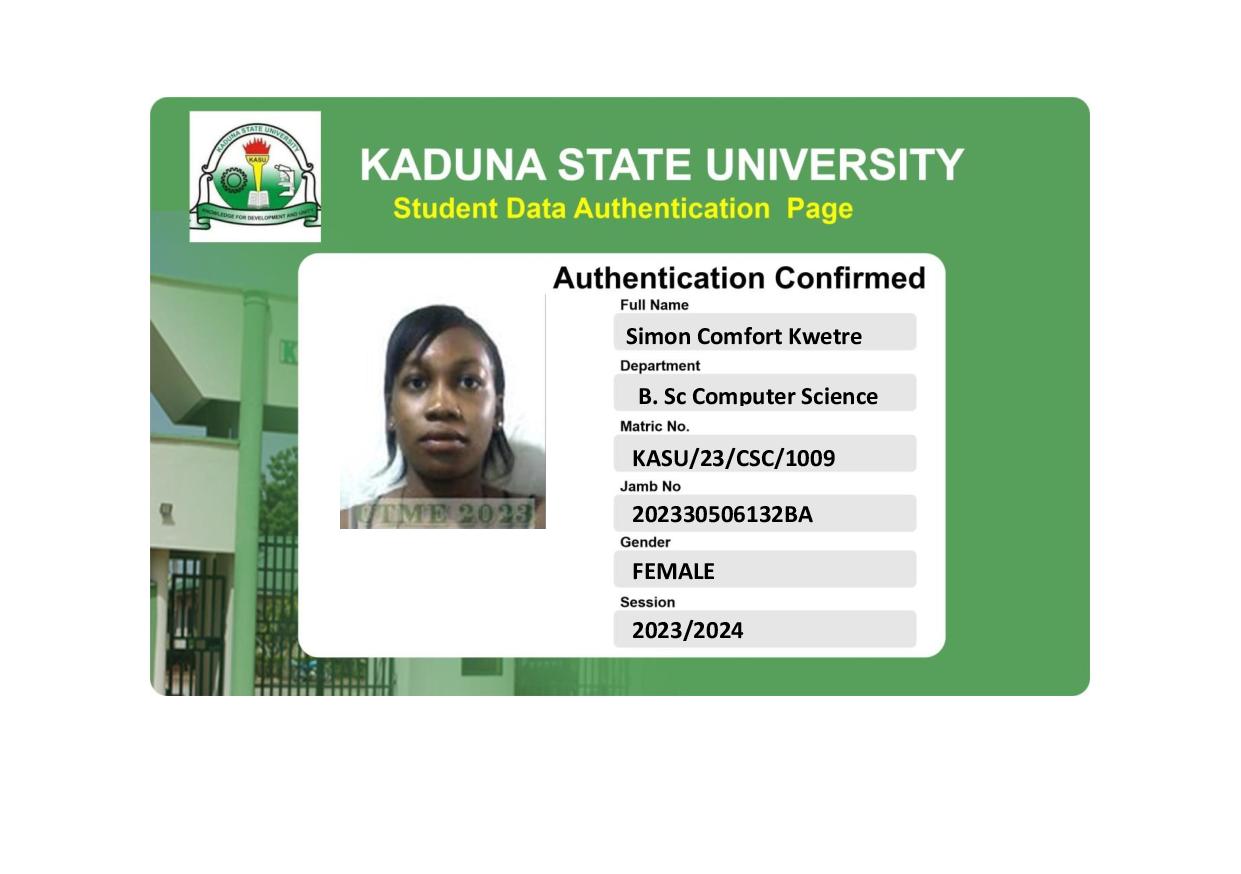 KADUNA STATE UNIVERSITY
KASU
KNOWLEDGE FOR DEVELOPMENT AND UNITY
KADUNA STATE UNIVERSITY
Student Data Authentication Page
Authentication Confirmed
Full Name
Simon Comfort Kwetre
Department
B. Sc Computer Science
Matric No.
KASU/23/CSC/1009
Jamb No
202330506132BA
Gender
FEMALE
Session
2023/2024
K
UTME 2023